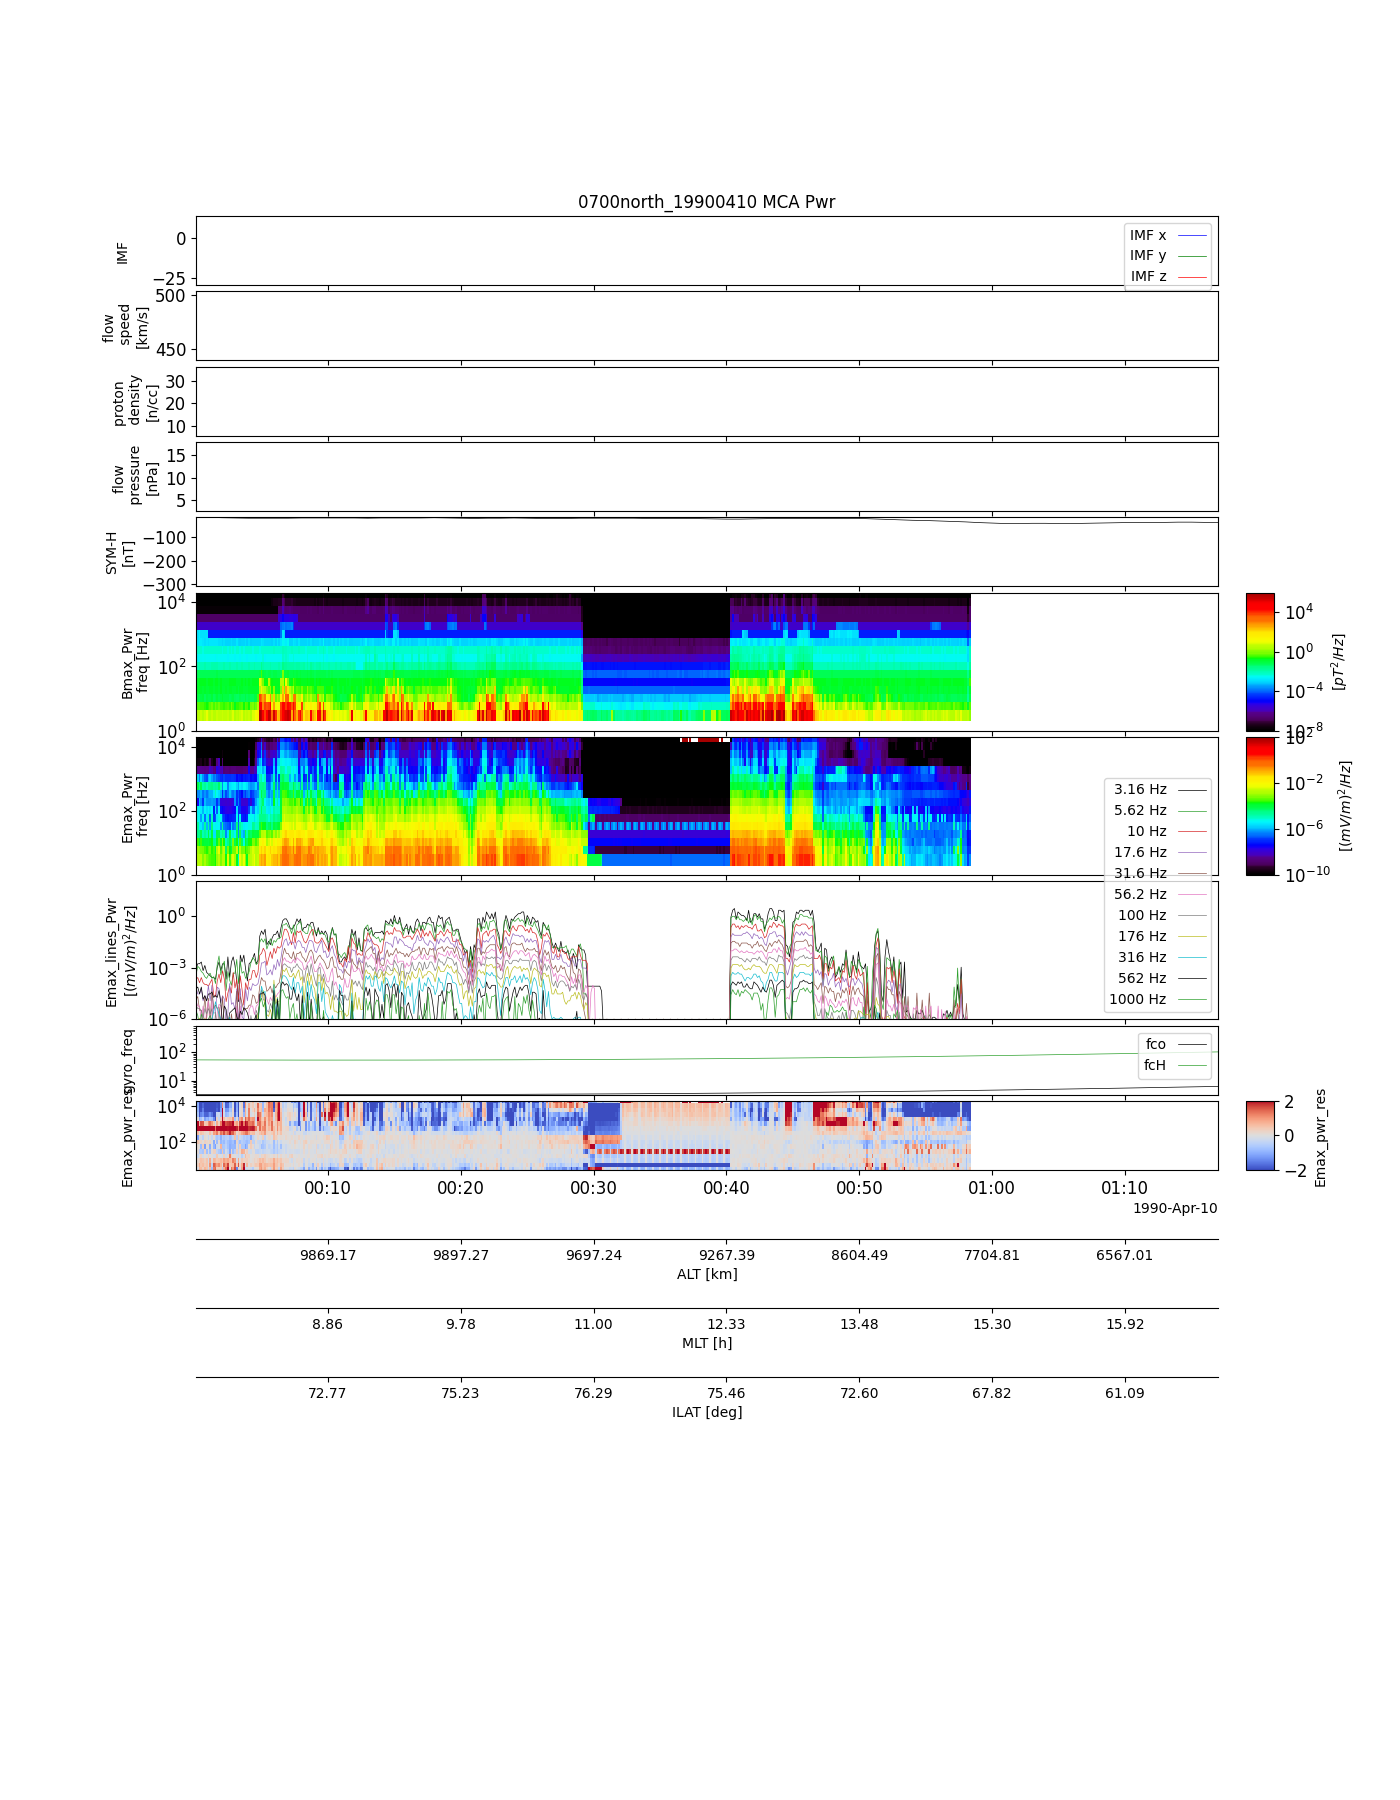 0700north_19900410 MCA Pwr
IMF
0
−25
IMF x
IMF y
IMF z
flow
speed
[km/s]
500
450
proton
density
[n/cc]
30
20
10
flow
pressure
[nPa]
15
10
5
SYM-H
[nT]
−100
−200
−300
Bmax_Pwr
freq [Hz]
10^4
10^2
10^0
10^4
10^0
10^−4
10^−8
[pT^2/Hz]
Emax_Pwr
freq [Hz]
10^4
10^2
10^0
10^2
10^−2
10^−6
10^−10
[(mV/m)^2/Hz]
3.16 Hz
5.62 Hz
10 Hz
17.6 Hz
31.6 Hz
56.2 Hz
100 Hz
176 Hz
316 Hz
562 Hz
1000 Hz
Emax_lines_Pwr
[(mV/m)^2/Hz]
10^0
10^−3
10^−6
gyro_freq
10^2
10^1
fco
fcH
Emax_pwr_res
10^4
10^2
2
0
−2
Emax_pwr_res
00:10 00:20 00:30 00:40 00:50 01:00 01:10
1990-Apr-10
9869.17 9897.27 9697.24 9267.39 8604.49 7704.81 6567.01
ALT [km]
8.86 9.78 11.00 12.33 13.48 15.30 15.92
MLT [h]
72.77 75.23 76.29 75.46 72.60 67.82 61.09
ILAT [deg]